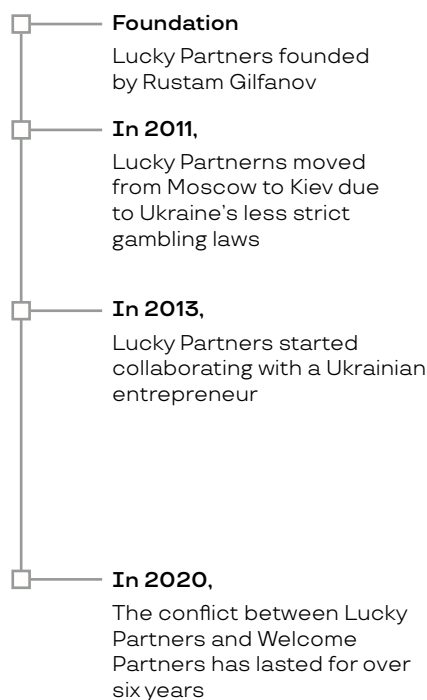 Foundation
Lucky Partners founded
by Rustam Gilfanov
In 2011,
Lucky Partnerns moved
from Moscow to Kiev due
to Ukraine's less strict
gambling laws
In 2013,
Lucky Partners started
collaborating with a Ukrainian
entrepreneur
In 2020,
The conflict between Lucky
Partners and Welcome
Partners has lasted for over
six years